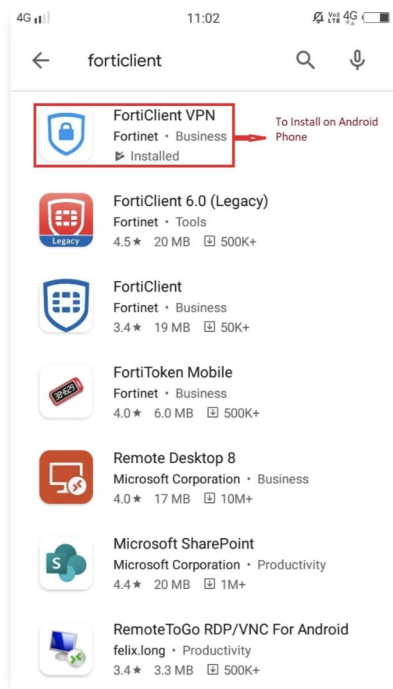 4G 11:02 4G
forticlient
FortiClient VPN
Fortinet • Business
Installed
To Install on Android
Phone
FortiClient 6.0 (Legacy)
Fortinet • Tools
Legacy
4.5★ 20 MB 500K+
FortiClient
Fortinet • Business
3.4★ 19 MB 50K+
FortiToken Mobile
Fortinet • Business
4.0★ 6.0 MB 500K+
Remote Desktop 8
Microsoft Corporation • Business
4.0★ 17 MB 10M+
Microsoft SharePoint
Microsoft Corporation • Productivity
S
4.4★ 20 MB 1M+
RemoteToGo RDP/VNC For Android
felix.long • Productivity
3.4★ 3.3 MB 500K+